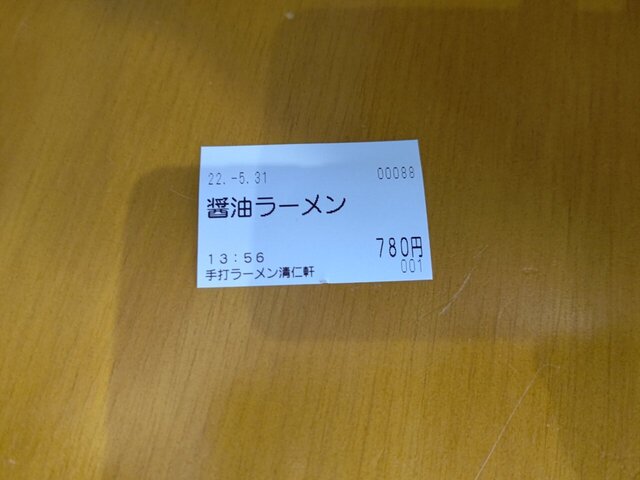 22.-5.31 00088
醤油ラーメン
780円
13:56 001
手打ラーメン清仁軒